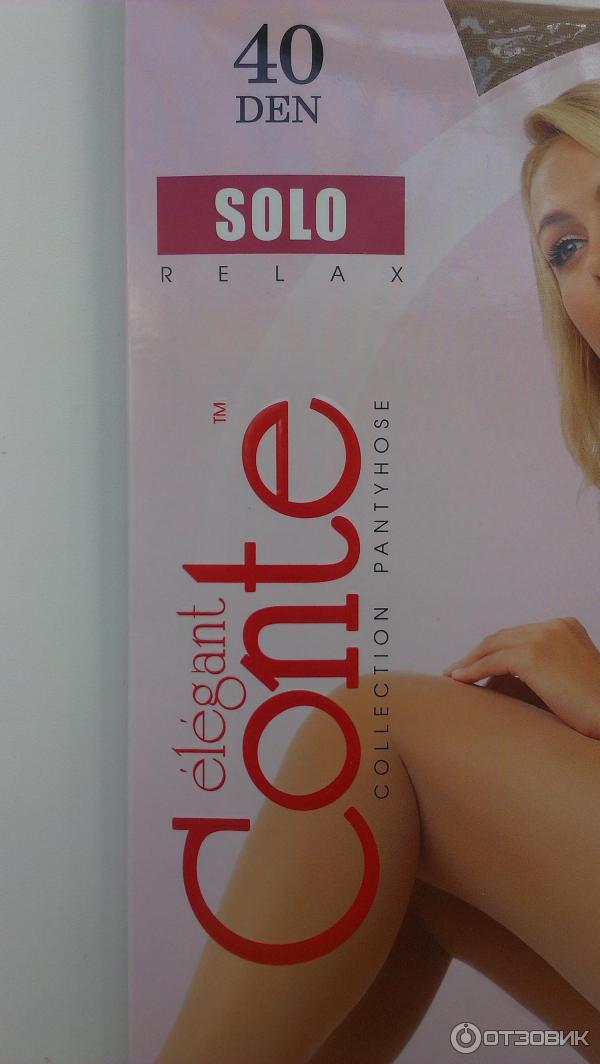 40
DEN
SOLO
RELAX
élégant ™
Conte
COLLECTION PANTYHOSE
ОТЗОВИК